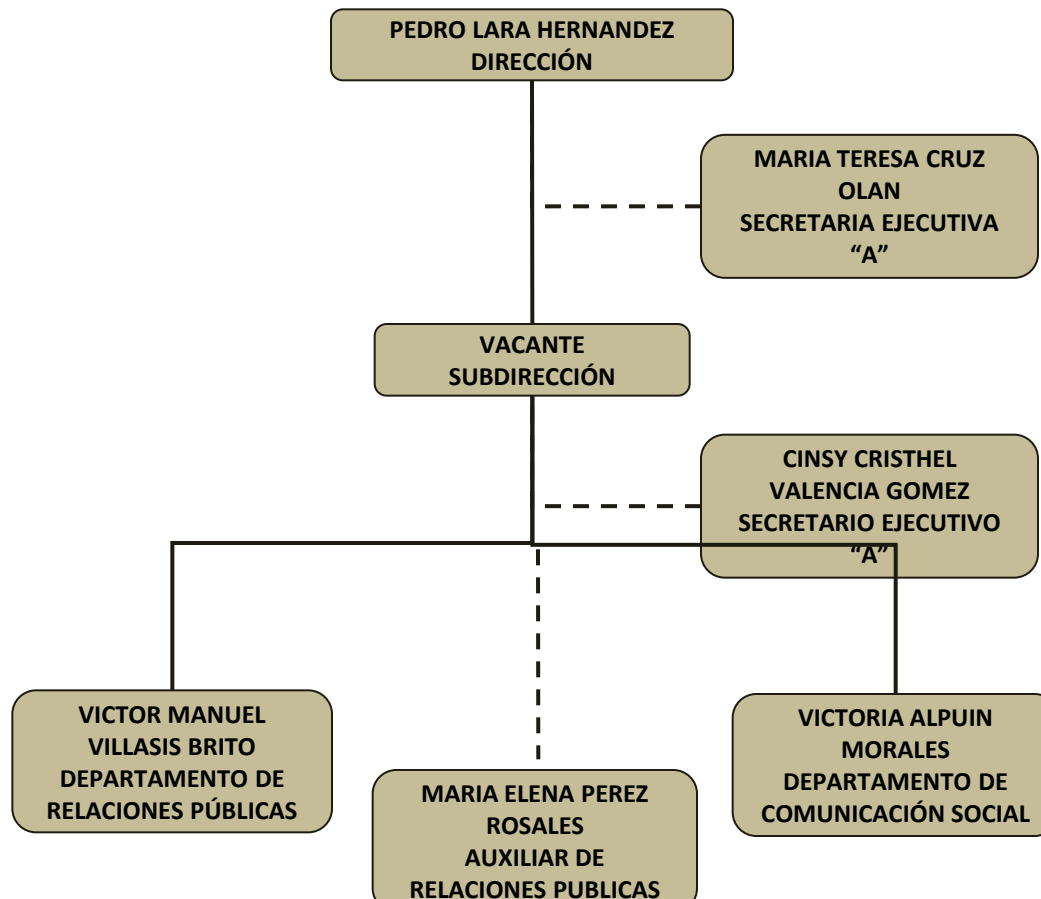 PEDRO LARA HERNANDEZ
DIRECCIÓN
MARIA TERESA CRUZ
OLAN
SECRETARIA EJECUTIVA
“A”
VACANTE
SUBDIRECCIÓN
CINSY CRISTHEL
VALENCIA GOMEZ
SECRETARIO EJECUTIVO
“A”
VICTOR MANUEL
VILLASIS BRITO
DEPARTAMENTO DE
RELACIONES PÚBLICAS
MARIA ELENA PEREZ
ROSALES
AUXILIAR DE
RELACIONES PUBLICAS
VICTORIA ALPUIN
MORALES
DEPARTAMENTO DE
COMUNICACIÓN SOCIAL